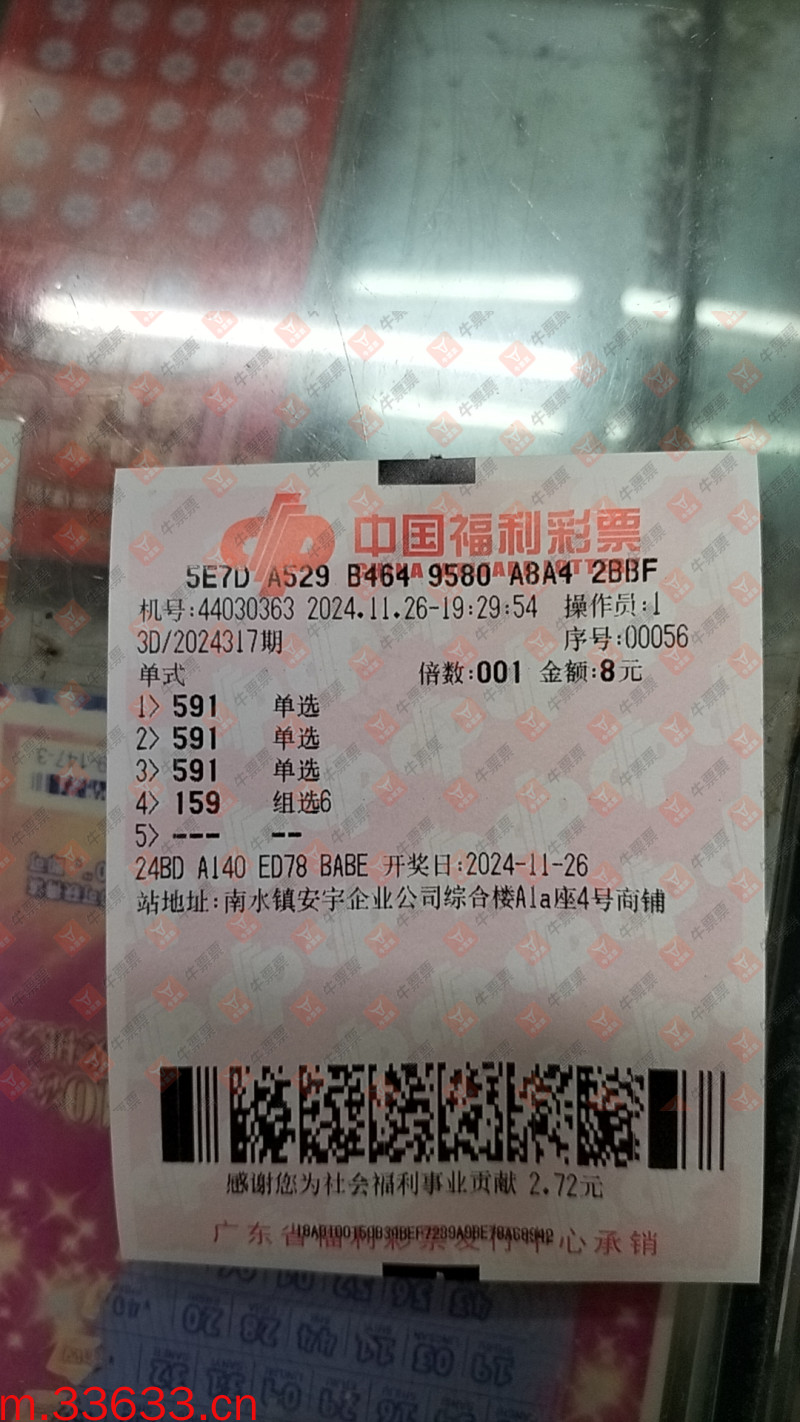 中国福利彩票
CHINA WELFARE LOTTERY
5E7D A529 B464 9580 A8A4 2BBF
机号:44030363 2024.11.26-19:29:54 操作员:1
3D/2024317期 序号:00056
单式 倍数:001 金额:8元
1> 591 单选
2> 591 单选
3> 591 单选
4> 159 组选6
5> --- --
24BD A140 ED78 BABE 开奖日:2024-11-26
站地址:南水镇安宇企业公司综合楼A1a座4号商铺
感谢您为社会福利事业贡献 2.72元
广东省福利彩票发行中心承销
牛票票
m.33633.cn